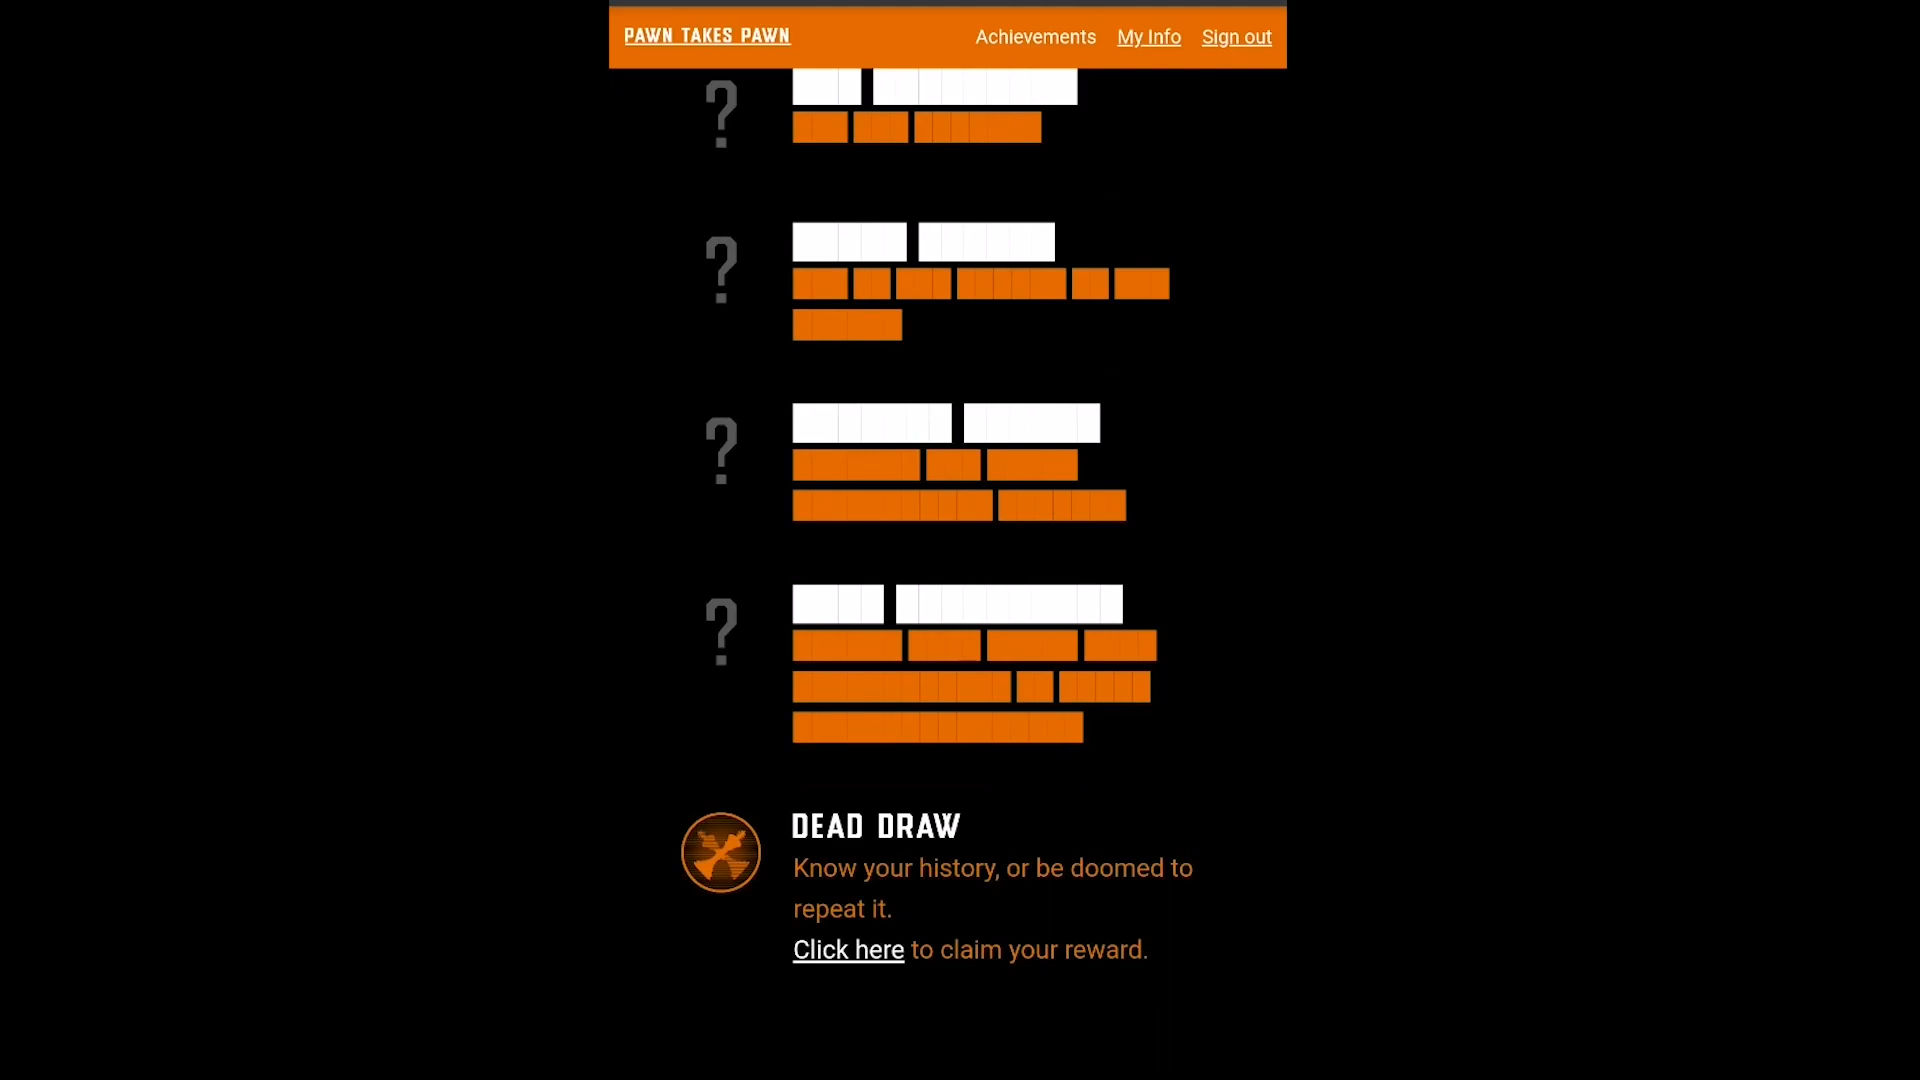 PAWN TAKES PAWN
Achievements My Info Sign out
?
?
?
?
DEAD DRAW
Know your history, or be doomed to
repeat it.
Click here to claim your reward.